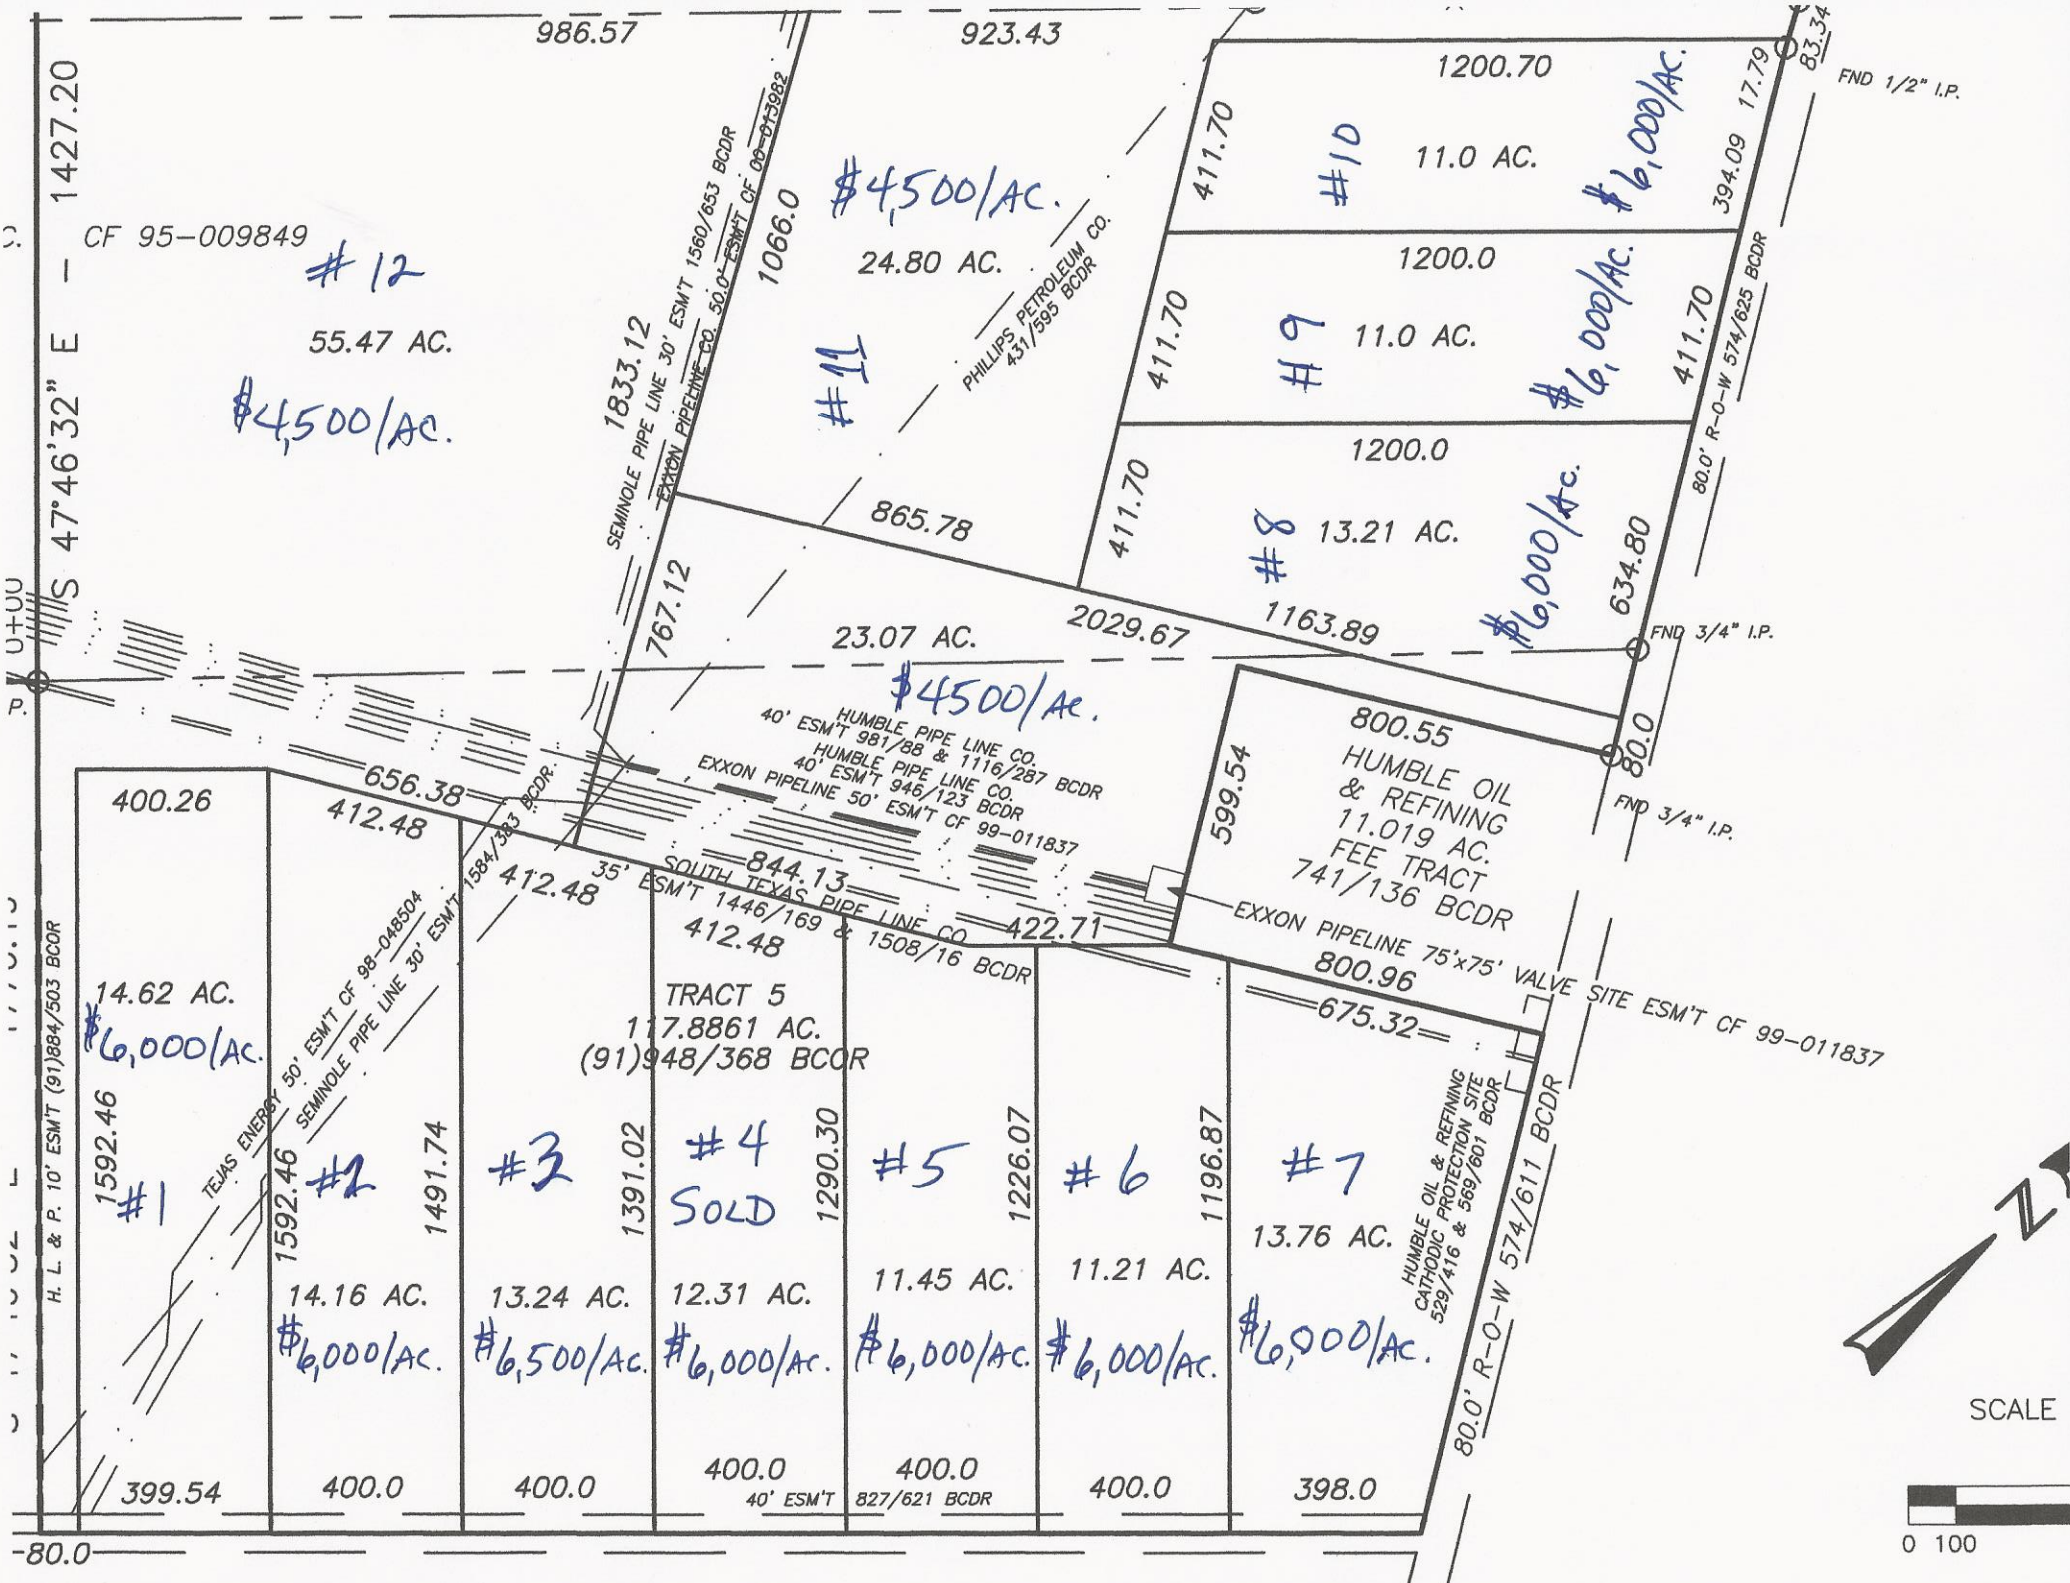 986.57
923.43
1200.70
17.79
83.34
FND 1/2" I.P.
S 47°46'32" E - 1427.20
CF 95-009849
#12
55.47 AC.
$4,500/AC.
1833.12
SEMINOLE PIPE LINE 30' ESM'T 1560/653 BCDR
EXXON PIPELINE CO. 50.0' ESM'T CF 00-013982
1066.0
$4,500/AC.
24.80 AC.
#11
PHILLIPS PETROLEUM CO.
431/595 BCDR
865.78
411.70
#10
11.0 AC.
$6,000/AC.
394.09
1200.0
411.70
#9
11.0 AC.
$6,000/AC.
411.70
80.0' R-O-W 574/625 BCDR
1200.0
411.70
#8
13.21 AC.
$6,000/AC.
634.80
1163.89
2029.67
FND 3/4" I.P.
0+00
P.
767.12
23.07 AC.
$4500/AC.
HUMBLE PIPE LINE CO.
40' ESM'T 981/88 & 1116/287 BCDR
HUMBLE PIPE LINE CO.
40' ESM'T 946/123 BCDR
EXXON PIPELINE 50' ESM'T CF 99-011837
800.55
80.0
FND 3/4" I.P.
599.54
HUMBLE OIL
& REFINING
11.019 AC.
FEE TRACT
741/136 BCDR
EXXON PIPELINE 75'x75' VALVE SITE ESM'T CF 99-011837
800.96
675.32
400.26
656.38
412.48
412.48
844.13
SOUTH TEXAS PIPE LINE CO
35' ESM'T 1446/169 & 1508/16 BCDR
412.48
422.71
H. L. & P. 10' ESM'T (91)884/503 BCOR
TEJAS ENERGY 50' ESM'T CF 98-048504
SEMINOLE PIPE LINE 30' ESM'T 1584/383 BCDR.
TRACT 5
117.8861 AC.
(91)948/368 BCOR
14.62 AC.
$6,000/AC.
1592.46
#1
1592.46
#2
1491.74
#3
1391.02
#4
SOLD
1290.30
#5
1226.07
#6
1196.87
#7
14.16 AC.
$6,000/AC.
13.24 AC.
$6,500/AC.
12.31 AC.
$6,000/AC.
11.45 AC.
$6,000/AC.
11.21 AC.
$6,000/AC.
13.76 AC.
$6,000/AC.
HUMBLE OIL & REFINING
CATHODIC PROTECTION SITE
529/416 & 569/601 BCDR
80.0' R-O-W 574/611 BCDR
399.54
400.0
400.0
400.0
400.0
400.0
398.0
40' ESM'T 827/621 BCDR
80.0
N
SCALE
0 100